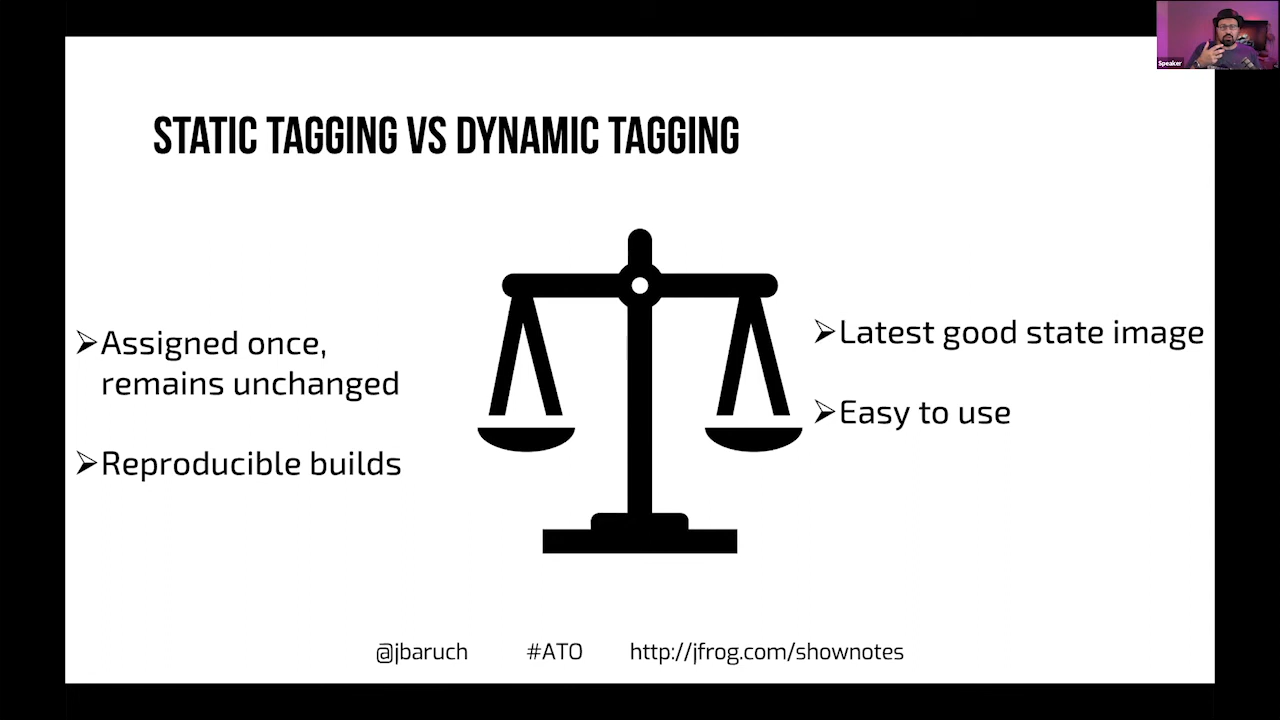 Speaker
STATIC TAGGING VS DYNAMIC TAGGING
➢Assigned once,
remains unchanged
➢Reproducible builds
➢Latest good state image
➢Easy to use
@jbaruch #ATO http://jfrog.com/shownotes